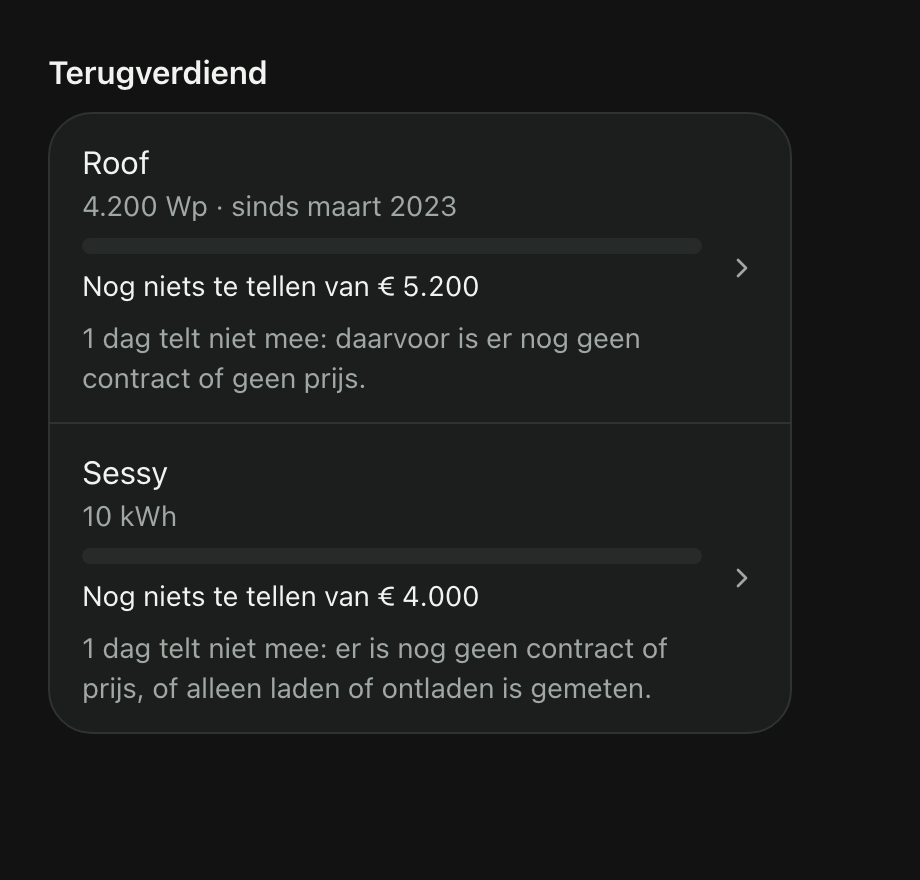 Terugverdiend
Roof
4.200 Wp · sinds maart 2023
Nog niets te tellen van € 5.200
1 dag telt niet mee: daarvoor is er nog geen
contract of geen prijs.
Sessy
10 kWh
Nog niets te tellen van € 4.000
1 dag telt niet mee: er is nog geen contract of
prijs, of alleen laden of ontladen is gemeten.